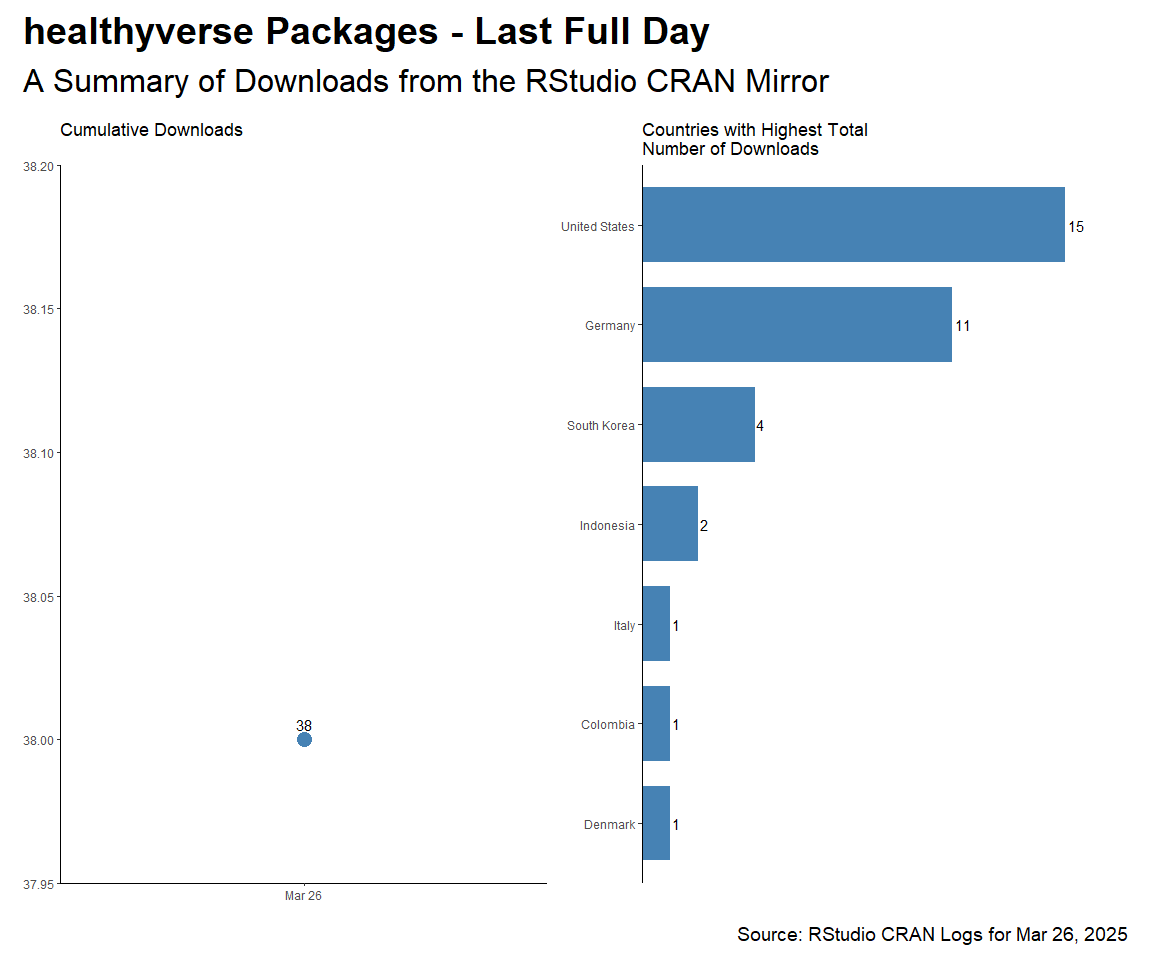 healthyverse Packages - Last Full Day
A Summary of Downloads from the RStudio CRAN Mirror
Cumulative Downloads
38.20
38.15
38.10
38.05
38.00
37.95
38
Mar 26
Countries with Highest Total
Number of Downloads
United States 15
Germany 11
South Korea 4
Indonesia 2
Italy 1
Colombia 1
Denmark 1
Source: RStudio CRAN Logs for Mar 26, 2025